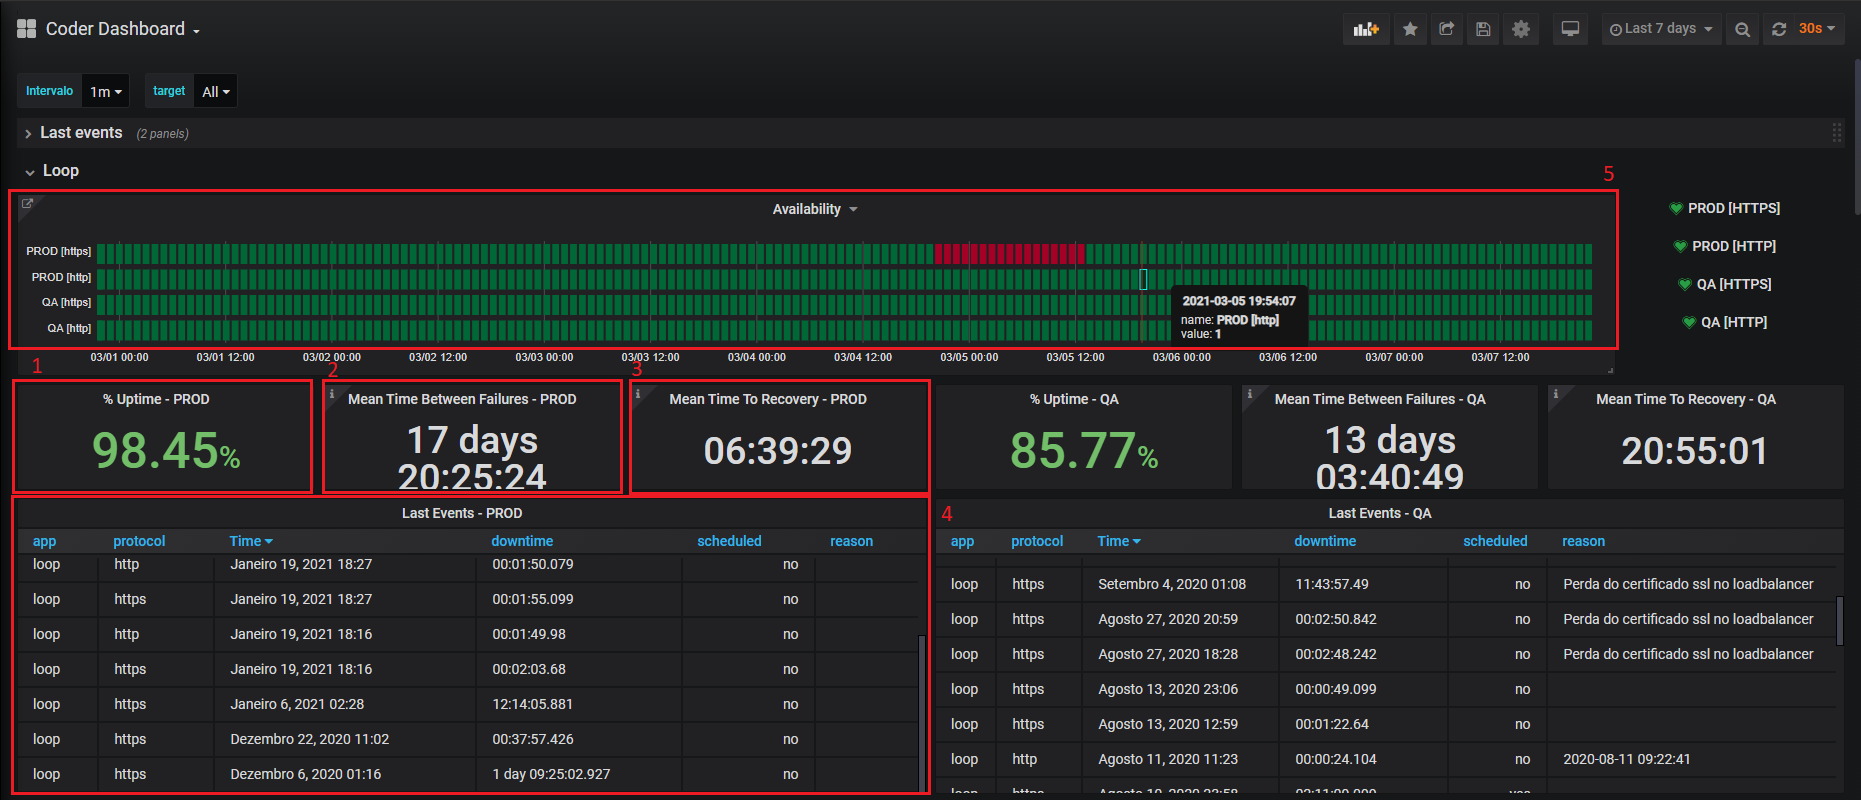 Coder Dashboard
Last 7 days
30s
Intervalo 1m target All
Last events (2 panels)
Loop
5
Availability
PROD [https]
PROD [http]
QA [https]
QA [http]
2021-03-05 19:54:07
name: PROD [http]
value: 1
03/01 00:00 03/01 12:00 03/02 00:00 03/02 12:00 03/03 00:00 03/03 12:00 03/04 00:00 03/04 12:00 03/05 00:00 03/05 12:00 03/06 00:00 03/06 12:00 03/07 00:00 03/07 12:00
PROD [HTTPS]
PROD [HTTP]
QA [HTTPS]
QA [HTTP]
1
% Uptime - PROD
98.45%
2
Mean Time Between Failures - PROD
17 days
20:25:24
3
Mean Time To Recovery - PROD
06:39:29
% Uptime - QA
85.77%
Mean Time Between Failures - QA
13 days
03:40:49
Mean Time To Recovery - QA
20:55:01
Last Events - PROD
app protocol Time downtime scheduled reason
loop http Janeiro 19, 2021 18:27 00:01:50.079 no
loop https Janeiro 19, 2021 18:27 00:01:55.099 no
loop http Janeiro 19, 2021 18:16 00:01:49.98 no
loop https Janeiro 19, 2021 18:16 00:02:03.68 no
loop https Janeiro 6, 2021 02:28 12:14:05.881 no
loop https Dezembro 22, 2020 11:02 00:37:57.426 no
loop https Dezembro 6, 2020 01:16 1 day 09:25:02.927 no
4
Last Events - QA
app protocol Time downtime scheduled reason
loop https Setembro 4, 2020 01:08 11:43:57.49 no Perda do certificado ssl no loadbalancer
loop https Agosto 27, 2020 20:59 00:02:50.842 no Perda do certificado ssl no loadbalancer
loop https Agosto 27, 2020 18:28 00:02:48.242 no Perda do certificado ssl no loadbalancer
loop https Agosto 13, 2020 23:06 00:00:49.099 no
loop https Agosto 13, 2020 12:59 00:01:22.64 no
loop http Agosto 11, 2020 11:23 00:00:24.104 no 2020-08-11 09:22:41